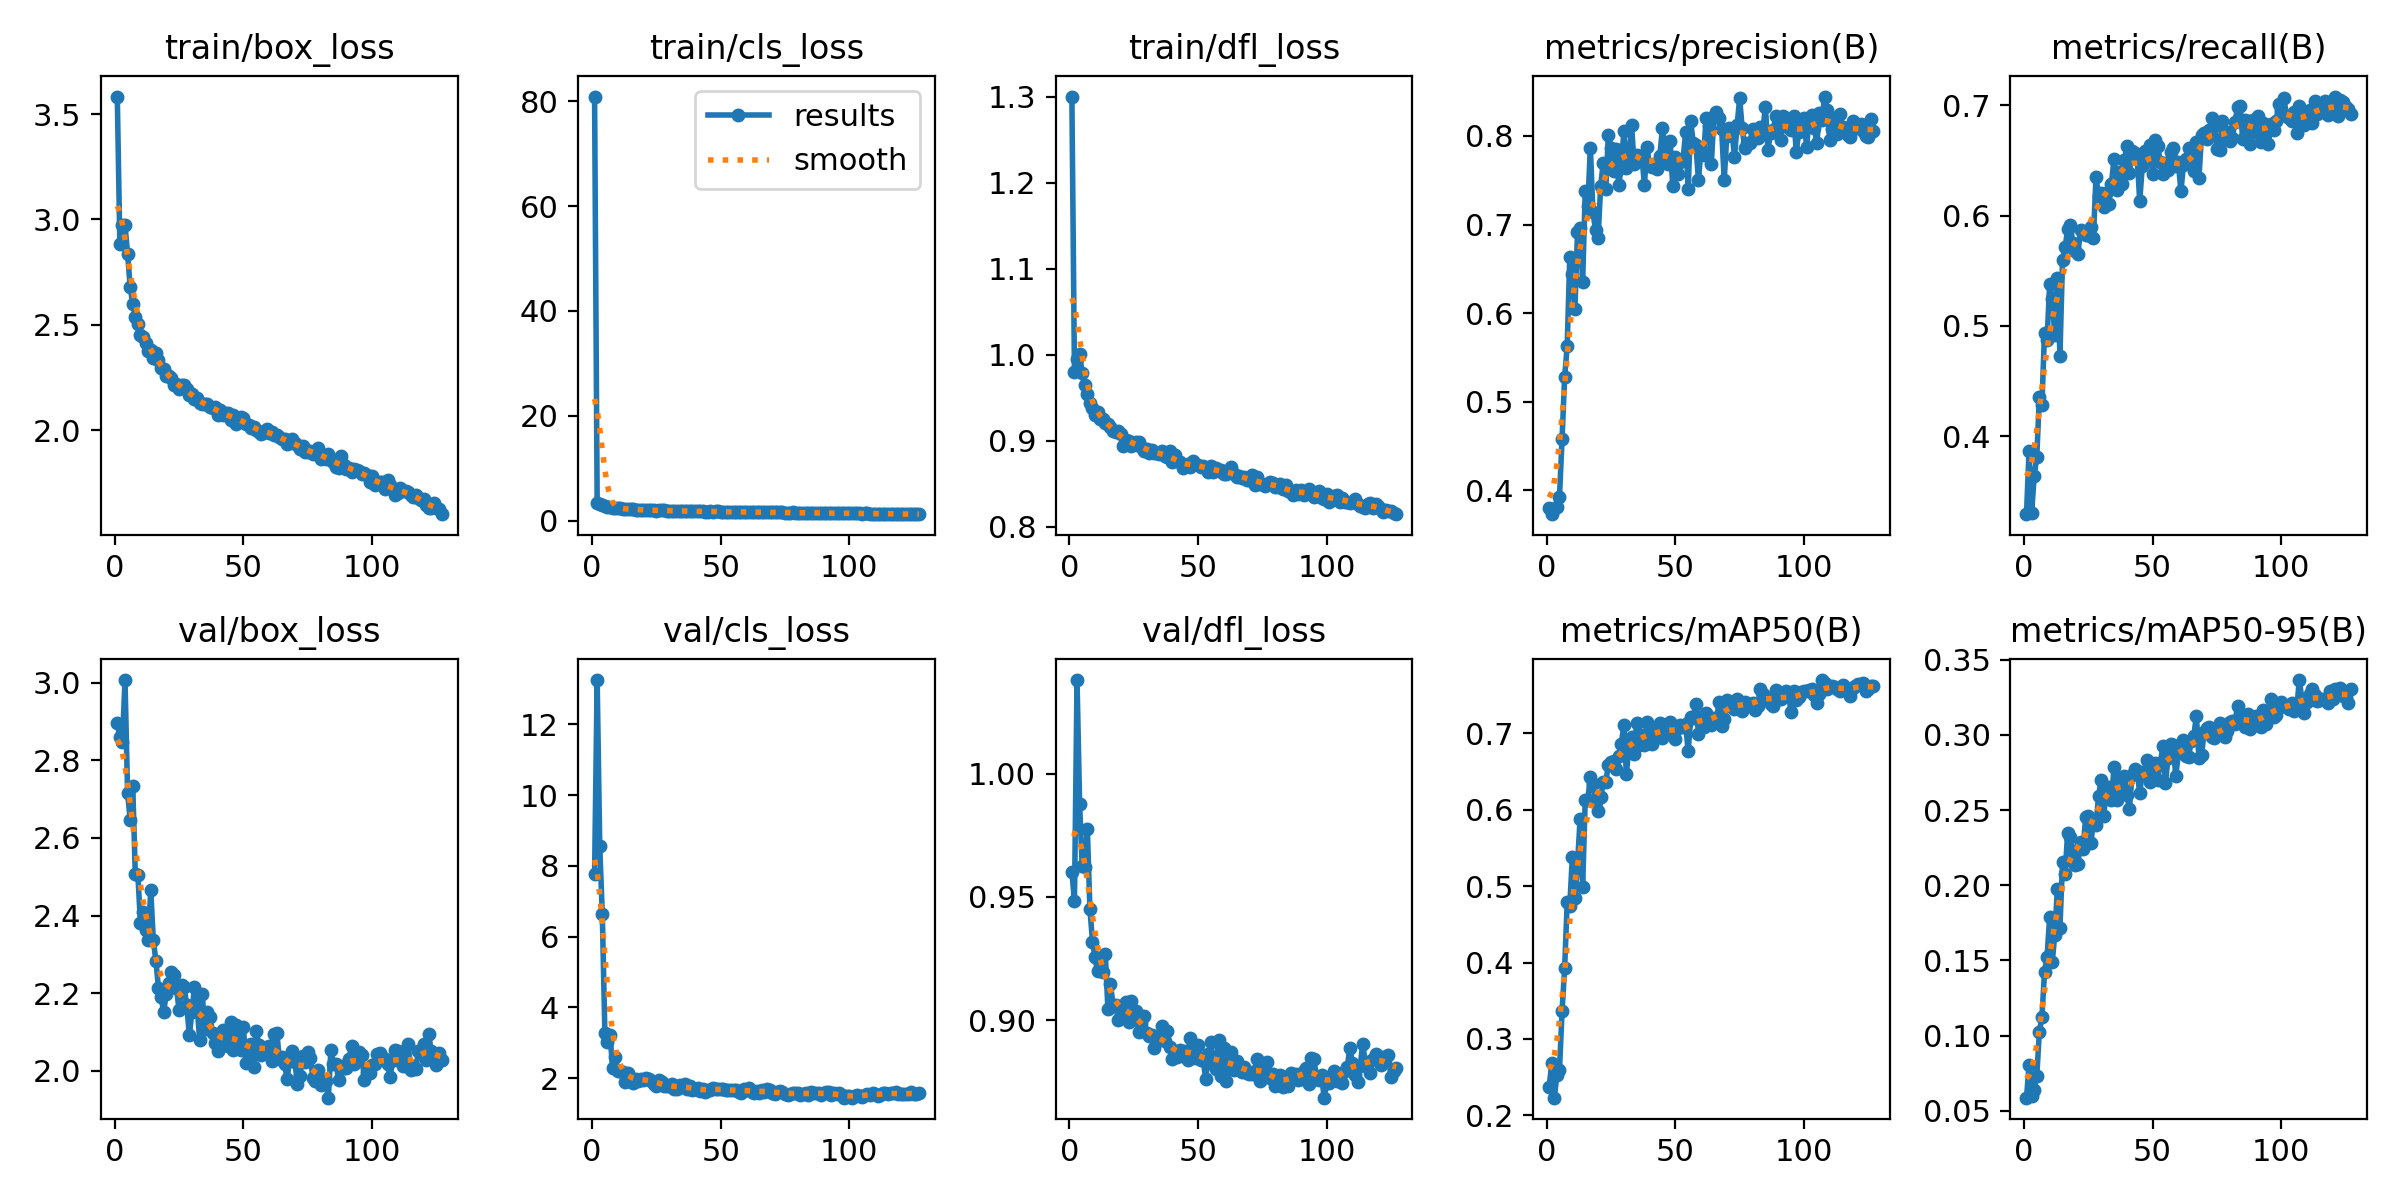 train/box_loss
3.5
3.0
2.5
2.0
0 50 100
train/cls_loss
results
smooth
80
60
40
20
0
0 50 100
train/dfl_loss
1.3
1.2
1.1
1.0
0.9
0.8
0 50 100
metrics/precision(B)
0.8
0.7
0.6
0.5
0.4
0 50 100
metrics/recall(B)
0.7
0.6
0.5
0.4
0 50 100
val/box_loss
3.0
2.8
2.6
2.4
2.2
2.0
0 50 100
val/cls_loss
12
10
8
6
4
2
0 50 100
val/dfl_loss
1.00
0.95
0.90
0 50 100
metrics/mAP50(B)
0.7
0.6
0.5
0.4
0.3
0.2
0 50 100
metrics/mAP50-95(B)
0.35
0.30
0.25
0.20
0.15
0.10
0.05
0 50 100